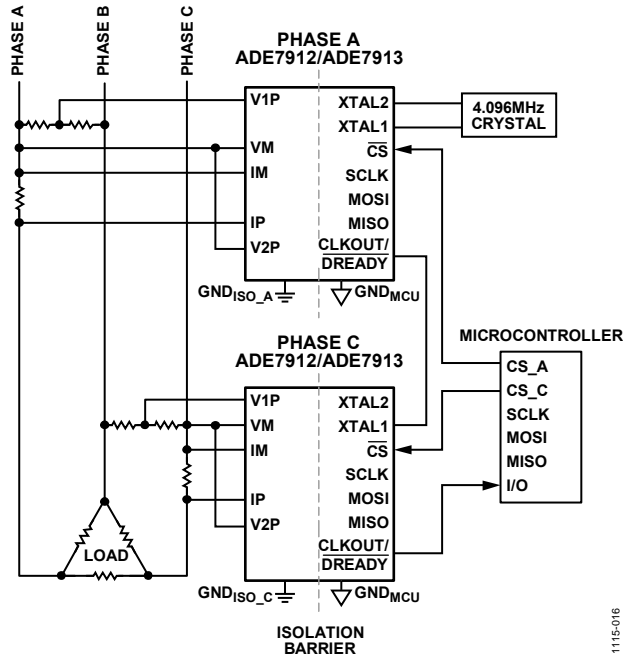 PHASE A
PHASE B
PHASE C
PHASE A
ADE7912/ADE7913
V1P
VM
IM
IP
V2P
XTAL2
XTAL1
CS
SCLK
MOSI
MISO
CLKOUT/
DREADY
4.096MHz
CRYSTAL
GNDISO_A
GNDMCU
PHASE C
ADE7912/ADE7913
V1P
VM
IM
IP
V2P
XTAL2
XTAL1
CS
SCLK
MOSI
MISO
CLKOUT/
DREADY
MICROCONTROLLER
CS_A
CS_C
SCLK
MOSI
MISO
I/O
LOAD
GNDISO_C
GNDMCU
ISOLATION
BARRIER
1115-016